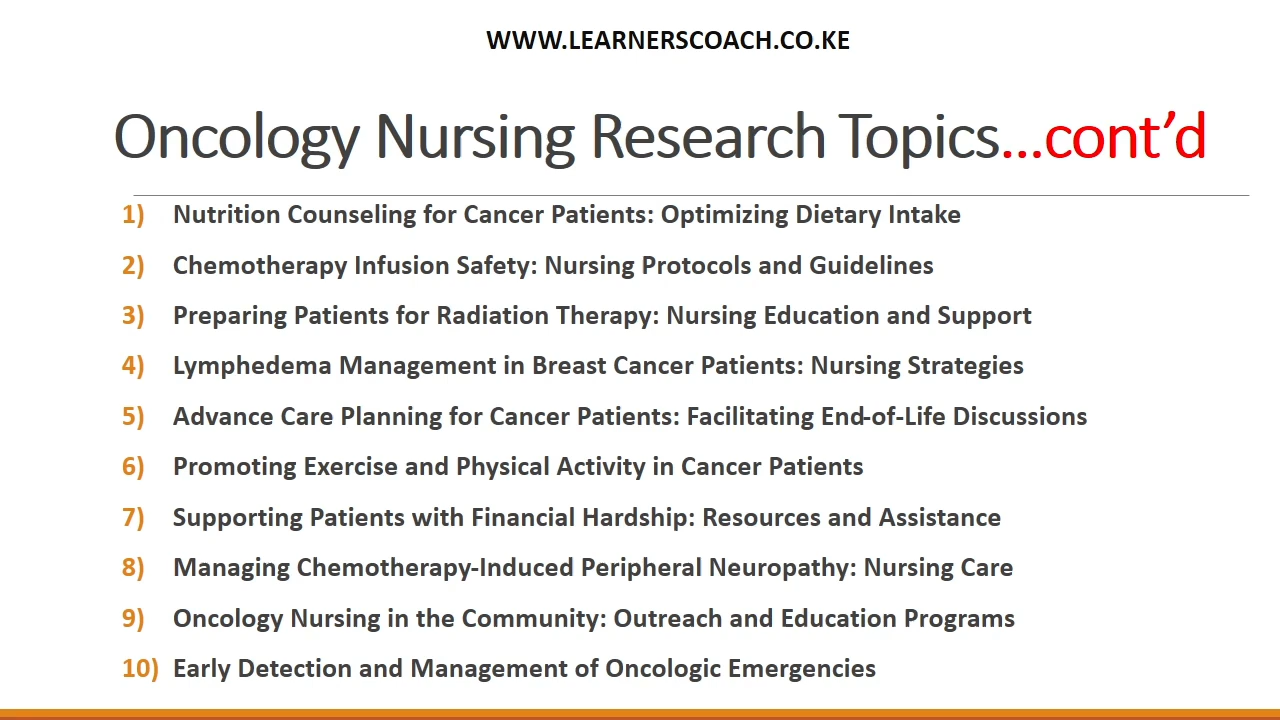 WWW.LEARNERSCOACH.CO.KE
Oncology Nursing Research Topics...cont’d
1) Nutrition Counseling for Cancer Patients: Optimizing Dietary Intake
2) Chemotherapy Infusion Safety: Nursing Protocols and Guidelines
3) Preparing Patients for Radiation Therapy: Nursing Education and Support
4) Lymphedema Management in Breast Cancer Patients: Nursing Strategies
5) Advance Care Planning for Cancer Patients: Facilitating End-of-Life Discussions
6) Promoting Exercise and Physical Activity in Cancer Patients
7) Supporting Patients with Financial Hardship: Resources and Assistance
8) Managing Chemotherapy-Induced Peripheral Neuropathy: Nursing Care
9) Oncology Nursing in the Community: Outreach and Education Programs
10) Early Detection and Management of Oncologic Emergencies